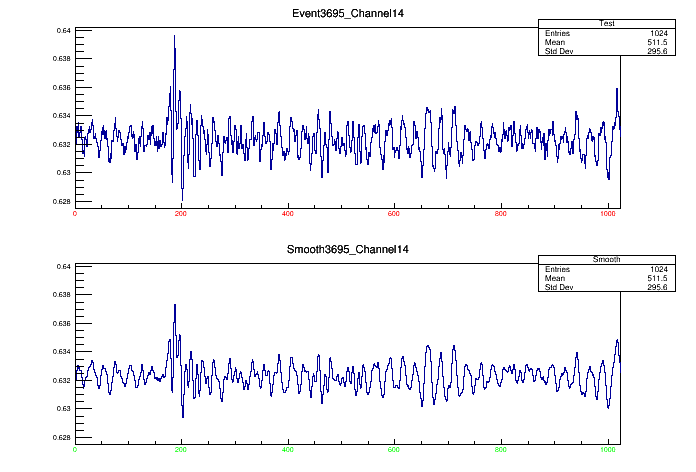 Event3695_Channel14
Test
Entries 1024
Mean 511.5
Std Dev 295.6
0.64
0.638
0.636
0.634
0.632
0.63
0.628
0 200 400 600 800 1000
Smooth3695_Channel14
Smooth
Entries 1024
Mean 511.5
Std Dev 295.6
0.64
0.638
0.636
0.634
0.632
0.63
0.628
0 200 400 600 800 1000